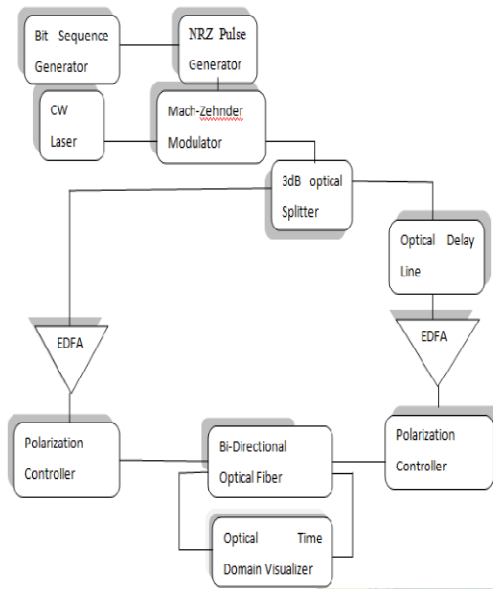 Bit Sequence
Generator
NRZ Pulse
Generator
CW
Laser
Mach-Zehnder
Modulator
3dB optical
Splitter
Optical Delay
Line
EDFA
EDFA
Polarization
Controller
Bi-Directional
Optical Fiber
Polarization
Controller
Optical Time
Domain Visualizer